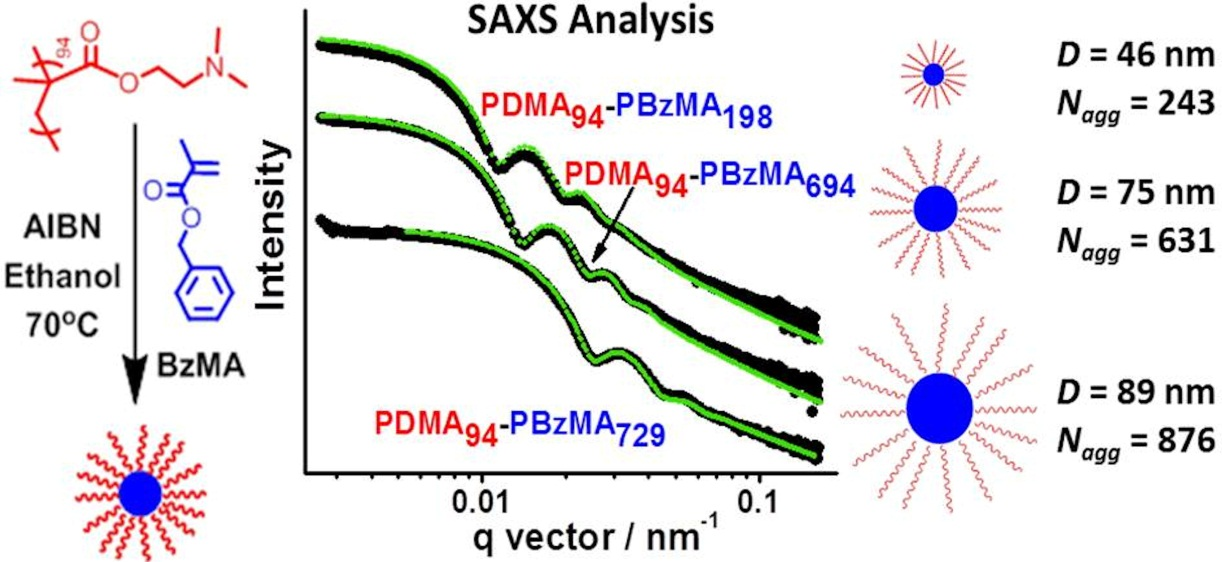 SAXS Analysis
94
O
O
N
AIBN
Ethanol
70°C
O
O
BzMA
Intensity
PDMA94-PBzMA198
PDMA94-PBzMA694
PDMA94-PBzMA729
0.01
0.1
q vector / nm-1
D = 46 nm
Nagg = 243
D = 75 nm
Nagg = 631
D = 89 nm
Nagg = 876